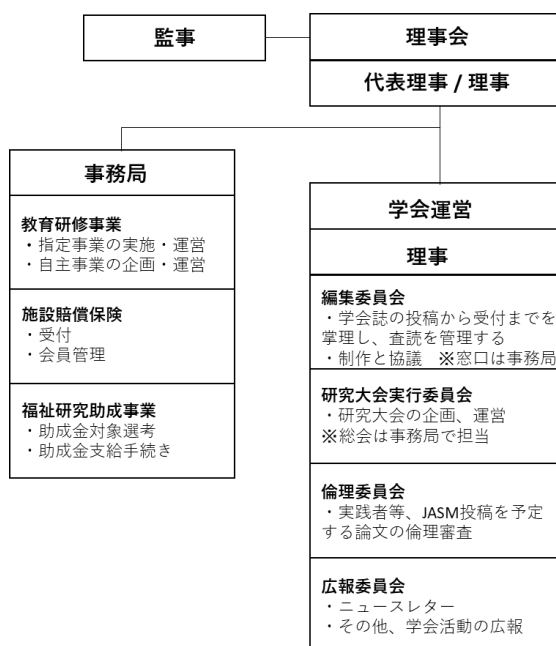 監事
理事会
代表理事 / 理事
事務局
教育研修事業
・指定事業の実施・運営
・自主事業の企画・運営
施設賠償保険
・受付
・会員管理
福祉研究助成事業
・助成金対象選考
・助成金支給手続き
学会運営
理事
編集委員会
・学会誌の投稿から受付までを
掌理し、査読を管理する
・制作と協議　※窓口は事務局
研究大会実行委員会
・研究大会の企画、運営
※総会は事務局で担当
倫理委員会
・実践者等、JASM投稿を予定
する論文の倫理審査
広報委員会
・ニュースレター
・その他、学会活動の広報